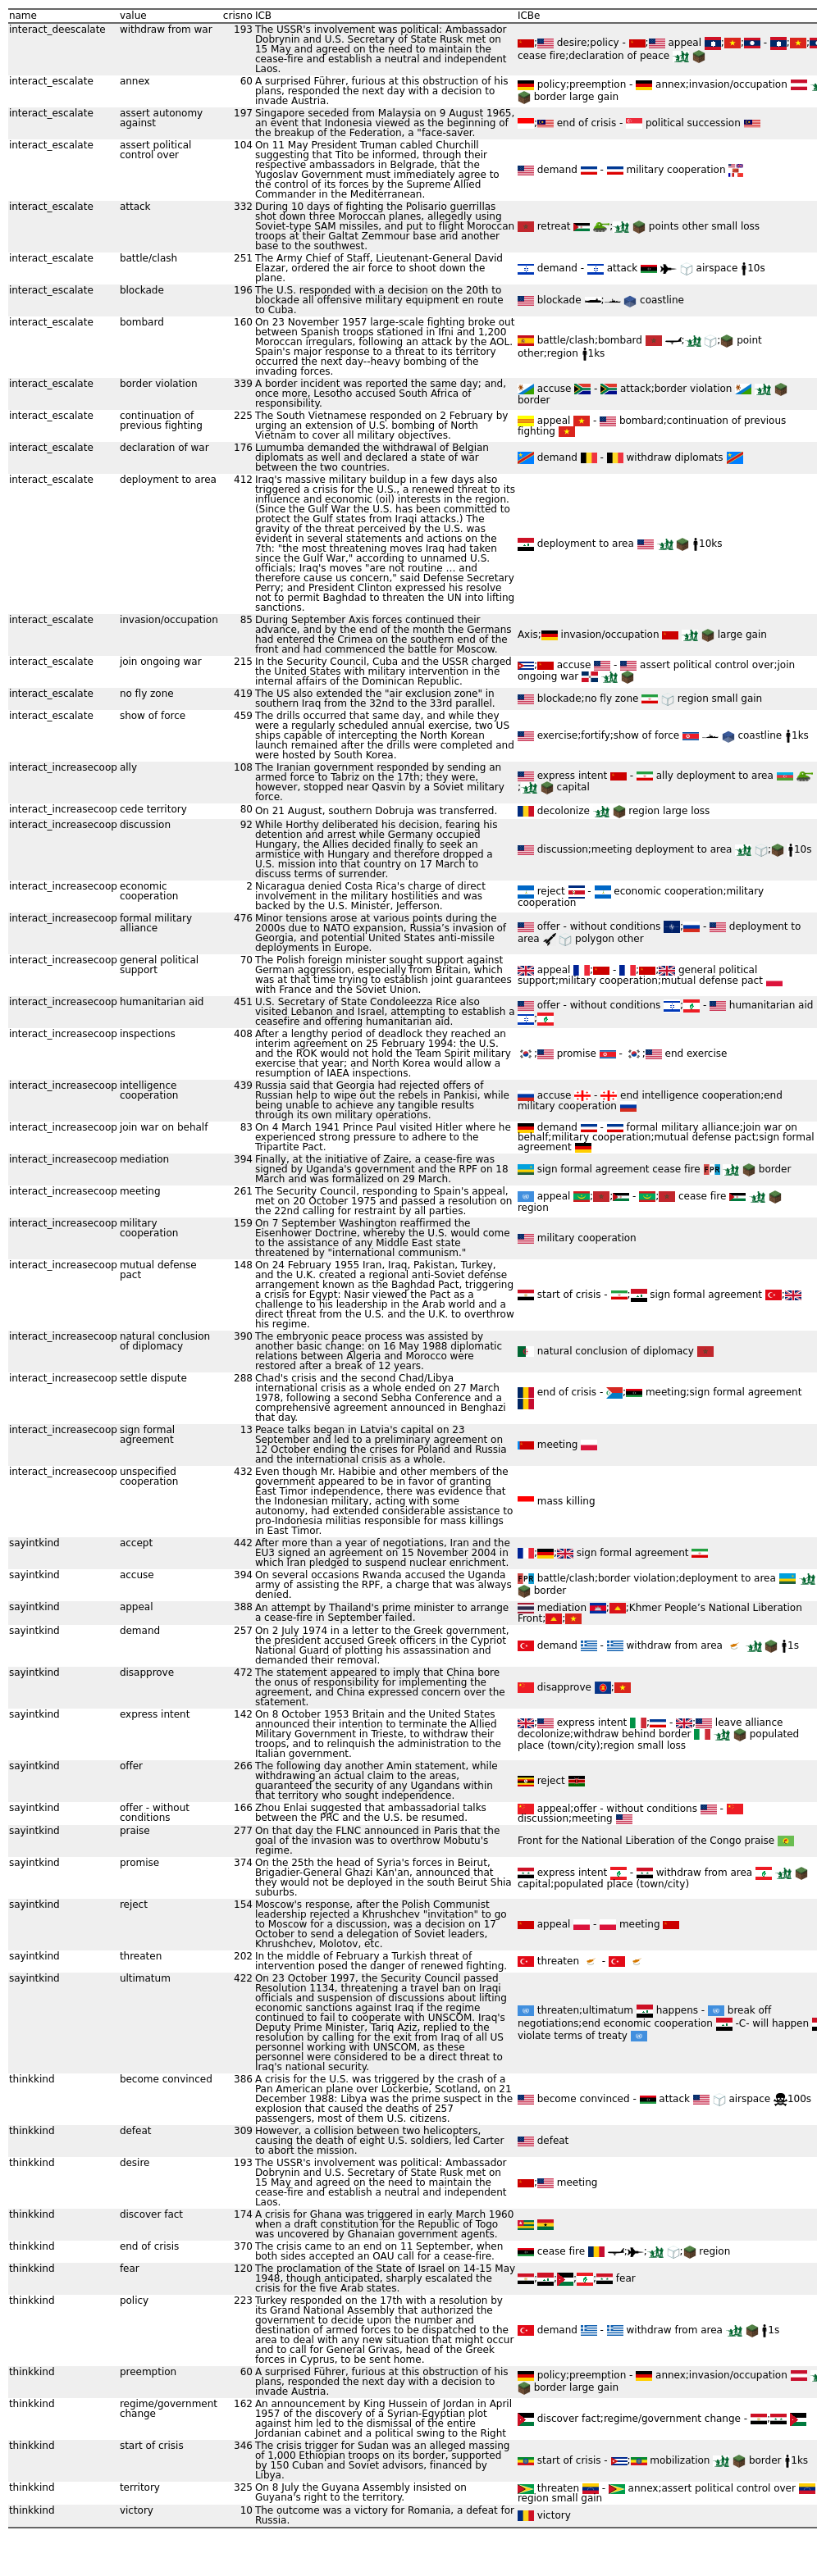 name value crisno ICB ICBe
interact_deescalate withdraw from war 193 The USSR's involvement was political: Ambassador
Dobrynin and U.S. Secretary of State Rusk met on
15 May and agreed on the need to maintain the
cease-fire and establish a neutral and independent
Laos.
; desire;policy - ; appeal ; ; - ; ;
cease fire;declaration of peace
interact_escalate annex 60 A surprised Führer, furious at this obstruction of his
plans, responded the next day with a decision to
invade Austria.
policy;preemption - annex;invasion/occupation
border large gain
interact_escalate assert autonomy 197 Singapore seceded from Malaysia on 9 August 1965,
against an event that Indonesia viewed as the beginning of
the breakup of the Federation, a "face-saver.
; end of crisis - political succession
interact_escalate assert political 104 On 11 May President Truman cabled Churchill
control over suggesting that Tito be informed, through their
respective ambassadors in Belgrade, that the
Yugoslav Government must immediately agree to
the control of its forces by the Supreme Allied
Commander in the Mediterranean.
demand - military cooperation
interact_escalate attack 332 During 10 days of fighting the Polisario guerrillas
shot down three Moroccan planes, allegedly using
Soviet-type SAM missiles, and put to flight Moroccan
troops at their Galtat Zemmour base and another
base to the southwest.
retreat ; points other small loss
interact_escalate battle/clash 251 The Army Chief of Staff, Lieutenant-General David
Elazar, ordered the air force to shoot down the
plane.
demand - attack airspace 10s
interact_escalate blockade 196 The U.S. responded with a decision on the 20th to
blockade all offensive military equipment en route
to Cuba.
blockade ; coastline
interact_escalate bombard 160 On 23 November 1957 large-scale fighting broke out
between Spanish troops stationed in Ifni and 1,200
Moroccan irregulars, following an attack by the AOL.
Spain's major response to a threat to its territory
occurred the next day--heavy bombing of the
invading forces.
battle/clash;bombard ; ; point
other;region 1ks
interact_escalate border violation 339 A border incident was reported the same day; and,
once more, Lesotho accused South Africa of
responsibility.
accuse - attack;border violation
border
interact_escalate continuation of 225 The South Vietnamese responded on 2 February by
previous fighting urging an extension of U.S. bombing of North
Vietnam to cover all military objectives.
appeal - bombard;continuation of previous
fighting
interact_escalate declaration of war 176 Lumumba demanded the withdrawal of Belgian
diplomats as well and declared a state of war
between the two countries.
demand - withdraw diplomats
interact_escalate deployment to area 412 Iraq's massive military buildup in a few days also
triggered a crisis for the U.S., a renewed threat to its
influence and economic (oil) interests in the region.
(Since the Gulf War the U.S. has been committed to
protect the Gulf states from Iraqi attacks.) The
gravity of the threat perceived by the U.S. was
evident in several statements and actions on the
7th: "the most threatening moves Iraq had taken
since the Gulf War," according to unnamed U.S.
officials; Iraq's moves "are not routine ... and
therefore cause us concern," said Defense Secretary
Perry; and President Clinton expressed his resolve
not to permit Baghdad to threaten the UN into lifting
sanctions.
deployment to area 10ks
interact_escalate invasion/occupation 85 During September Axis forces continued their
advance, and by the end of the month the Germans
had entered the Crimea on the southern end of the
front and had commenced the battle for Moscow.
Axis; invasion/occupation large gain
interact_escalate join ongoing war 215 In the Security Council, Cuba and the USSR charged
the United States with military intervention in the
internal affairs of the Dominican Republic.
; accuse - assert political control over;join
ongoing war
interact_escalate no fly zone 419 The US also extended the "air exclusion zone" in
southern Iraq from the 32nd to the 33rd parallel.
blockade;no fly zone region small gain
interact_escalate show of force 459 The drills occurred that same day, and while they
were a regularly scheduled annual exercise, two US
ships capable of intercepting the North Korean
launch remained after the drills were completed and
were hosted by South Korea.
exercise;fortify;show of force coastline 1ks
interact_increasecoop ally 108 The Iranian government responded by sending an
armed force to Tabriz on the 17th; they were,
however, stopped near Qasvin by a Soviet military
force.
express intent - ally deployment to area
; capital
interact_increasecoop cede territory 80 On 21 August, southern Dobruja was transferred.
decolonize region large loss
interact_increasecoop discussion 92 While Horthy deliberated his decision, fearing his
detention and arrest while Germany occupied
Hungary, the Allies decided finally to seek an
armistice with Hungary and therefore dropped a
U.S. mission into that country on 17 March to
discuss terms of surrender.
discussion;meeting deployment to area ; 10s
interact_increasecoop economic 2 Nicaragua denied Costa Rica's charge of direct
cooperation involvement in the military hostilities and was
backed by the U.S. Minister, Jefferson.
reject - economic cooperation;military
cooperation
interact_increasecoop formal military 476 Minor tensions arose at various points during the
alliance 2000s due to NATO expansion, Russia’s invasion of
Georgia, and potential United States anti-missile
deployments in Europe.
offer - without conditions ; - deployment to
area polygon other
interact_increasecoop general political 70 The Polish foreign minister sought support against
support German aggression, especially from Britain, which
was at that time trying to establish joint guarantees
with France and the Soviet Union.
appeal ; - ; ; general political
support;military cooperation;mutual defense pact
interact_increasecoop humanitarian aid 451 U.S. Secretary of State Condoleezza Rice also
visited Lebanon and Israel, attempting to establish a
ceasefire and offering humanitarian aid.
offer - without conditions ; - humanitarian aid
;
interact_increasecoop inspections 408 After a lengthy period of deadlock they reached an
interim agreement on 25 February 1994: the U.S.
and the ROK would not hold the Team Spirit military
exercise that year; and North Korea would allow a
resumption of IAEA inspections.
; promise - ; end exercise
interact_increasecoop intelligence 439 Russia said that Georgia had rejected offers of
cooperation Russian help to wipe out the rebels in Pankisi, while
being unable to achieve any tangible results
through its own military operations.
accuse - end intelligence cooperation;end
military cooperation
interact_increasecoop join war on behalf 83 On 4 March 1941 Prince Paul visited Hitler where he
experienced strong pressure to adhere to the
Tripartite Pact.
demand - formal military alliance;join war on
behalf;military cooperation;mutual defense pact;sign formal
agreement
interact_increasecoop mediation 394 Finally, at the initiative of Zaire, a cease-fire was
signed by Uganda's government and the RPF on 18
March and was formalized on 29 March.
sign formal agreement cease fire border
interact_increasecoop meeting 261 The Security Council, responding to Spain's appeal,
met on 20 October 1975 and passed a resolution on
the 22nd calling for restraint by all parties.
appeal ; ; - ; cease fire
region
interact_increasecoop military 159 On 7 September Washington reaffirmed the
cooperation Eisenhower Doctrine, whereby the U.S. would come
to the assistance of any Middle East state
threatened by "international communism."
military cooperation
interact_increasecoop mutual defense 148 On 24 February 1955 Iran, Iraq, Pakistan, Turkey,
pact and the U.K. created a regional anti-Soviet defense
arrangement known as the Baghdad Pact, triggering
a crisis for Egypt: Nasir viewed the Pact as a
challenge to his leadership in the Arab world and a
direct threat from the U.S. and the U.K. to overthrow
his regime.
start of crisis - ; sign formal agreement ;
interact_increasecoop natural conclusion 390 The embryonic peace process was assisted by
of diplomacy another basic change: on 16 May 1988 diplomatic
relations between Algeria and Morocco were
restored after a break of 12 years.
natural conclusion of diplomacy
interact_increasecoop settle dispute 288 Chad's crisis and the second Chad/Libya
international crisis as a whole ended on 27 March
1978, following a second Sebha Conference and a
comprehensive agreement announced in Benghazi
that day.
end of crisis - ; meeting;sign formal agreement
interact_increasecoop sign formal 13 Peace talks began in Latvia's capital on 23
agreement September and led to a preliminary agreement on
12 October ending the crises for Poland and Russia
and the international crisis as a whole.
meeting
interact_increasecoop unspecified 432 Even though Mr. Habibie and other members of the
cooperation government appeared to be in favor of granting
East Timor independence, there was evidence that
the Indonesian military, acting with some
autonomy, had extended considerable assistance to
pro-Indonesia militias responsible for mass killings
in East Timor.
mass killing
sayintkind accept 442 After more than a year of negotiations, Iran and the
EU3 signed an agreement on 15 November 2004 in
which Iran pledged to suspend nuclear enrichment.
; ; sign formal agreement
sayintkind accuse 394 On several occasions Rwanda accused the Uganda
army of assisting the RPF, a charge that was always
denied.
battle/clash;border violation;deployment to area
border
sayintkind appeal 388 An attempt by Thailand's prime minister to arrange
a cease-fire in September failed.
mediation ; ;Khmer People’s National Liberation
Front; ;
sayintkind demand 257 On 2 July 1974 in a letter to the Greek government,
the president accused Greek officers in the Cypriot
National Guard of plotting his assassination and
demanded their removal.
demand - withdraw from area 1s
sayintkind disapprove 472 The statement appeared to imply that China bore
the onus of responsibility for implementing the
agreement, and China expressed concern over the
statement.
disapprove ;
sayintkind express intent 142 On 8 October 1953 Britain and the United States
announced their intention to terminate the Allied
Military Government in Trieste, to withdraw their
troops, and to relinquish the administration to the
Italian government.
; express intent ; - ; leave alliance
decolonize;withdraw behind border populated
place (town/city);region small loss
sayintkind offer 266 The following day another Amin statement, while
withdrawing an actual claim to the areas,
guaranteed the security of any Ugandans within
that territory who sought independence.
reject
sayintkind offer - without 166 Zhou Enlai suggested that ambassadorial talks
conditions between the PRC and the U.S. be resumed.
appeal;offer - without conditions -
discussion;meeting
sayintkind praise 277 On that day the FLNC announced in Paris that the
goal of the invasion was to overthrow Mobutu's
regime.
Front for the National Liberation of the Congo praise
sayintkind promise 374 On the 25th the head of Syria's forces in Beirut,
Brigadier-General Ghazi Kan'an, announced that
they would not be deployed in the south Beirut Shia
suburbs.
express intent - withdraw from area
capital;populated place (town/city)
sayintkind reject 154 Moscow's response, after the Polish Communist
leadership rejected a Khrushchev "invitation" to go
to Moscow for a discussion, was a decision on 17
October to send a delegation of Soviet leaders,
Khrushchev, Molotov, etc.
appeal - meeting
sayintkind threaten 202 In the middle of February a Turkish threat of
intervention posed the danger of renewed fighting.
threaten -
sayintkind ultimatum 422 On 23 October 1997, the Security Council passed
Resolution 1134, threatening a travel ban on Iraqi
officials and suspension of discussions about lifting
economic sanctions against Iraq if the regime
continued to fail to cooperate with UNSCOM. Iraq's
Deputy Prime Minister, Tariq Aziz, replied to the
resolution by calling for the exit from Iraq of all US
personnel working with UNSCOM, as these
personnel were considered to be a direct threat to
Iraq's national security.
threaten;ultimatum happens - break off
negotiations;end economic cooperation -C- will happen
violate terms of treaty
thinkkind become convinced 386 A crisis for the U.S. was triggered by the crash of a
Pan American plane over Lockerbie, Scotland, on 21
December 1988: Libya was the prime suspect in the
explosion that caused the deaths of 257
passengers, most of them U.S. citizens.
become convinced - attack airspace 100s
thinkkind defeat 309 However, a collision between two helicopters,
causing the death of eight U.S. soldiers, led Carter
to abort the mission.
defeat
thinkkind desire 193 The USSR's involvement was political: Ambassador
Dobrynin and U.S. Secretary of State Rusk met on
15 May and agreed on the need to maintain the
cease-fire and establish a neutral and independent
Laos.
; meeting
thinkkind discover fact 174 A crisis for Ghana was triggered in early March 1960
when a draft constitution for the Republic of Togo
was uncovered by Ghanaian government agents.
thinkkind end of crisis 370 The crisis came to an end on 11 September, when
both sides accepted an OAU call for a cease-fire.
cease fire ; ; ; region
thinkkind fear 120 The proclamation of the State of Israel on 14-15 May
1948, though anticipated, sharply escalated the
crisis for the five Arab states.
; ; ; ; fear
thinkkind policy 223 Turkey responded on the 17th with a resolution by
its Grand National Assembly that authorized the
government to decide upon the number and
destination of armed forces to be dispatched to the
area to deal with any new situation that might occur
and to call for General Grivas, head of the Greek
forces in Cyprus, to be sent home.
demand - withdraw from area 1s
thinkkind preemption 60 A surprised Führer, furious at this obstruction of his
plans, responded the next day with a decision to
invade Austria.
policy;preemption - annex;invasion/occupation
border large gain
thinkkind regime/government 162 An announcement by King Hussein of Jordan in April
change 1957 of the discovery of a Syrian-Egyptian plot
against him led to the dismissal of the entire
Jordanian cabinet and a political swing to the Right
discover fact;regime/government change - ;
thinkkind start of crisis 346 The crisis trigger for Sudan was an alleged massing
of 1,000 Ethiopian troops on its border, supported
by 150 Cuban and Soviet advisors, financed by
Libya.
start of crisis - ; mobilization border 1ks
thinkkind territory 325 On 8 July the Guyana Assembly insisted on
Guyana's right to the territory.
threaten - annex;assert political control over
region small gain
thinkkind victory 10 The outcome was a victory for Romania, a defeat for
Russia.
victory